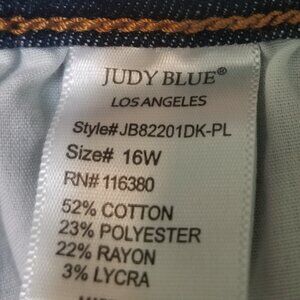 JUDY BLUE®
LOS ANGELES
Style# JB82201DK-PL
Size# 16W
RN# 116380
52% COTTON
23% POLYESTER
22% RAYON
3% LYCRA